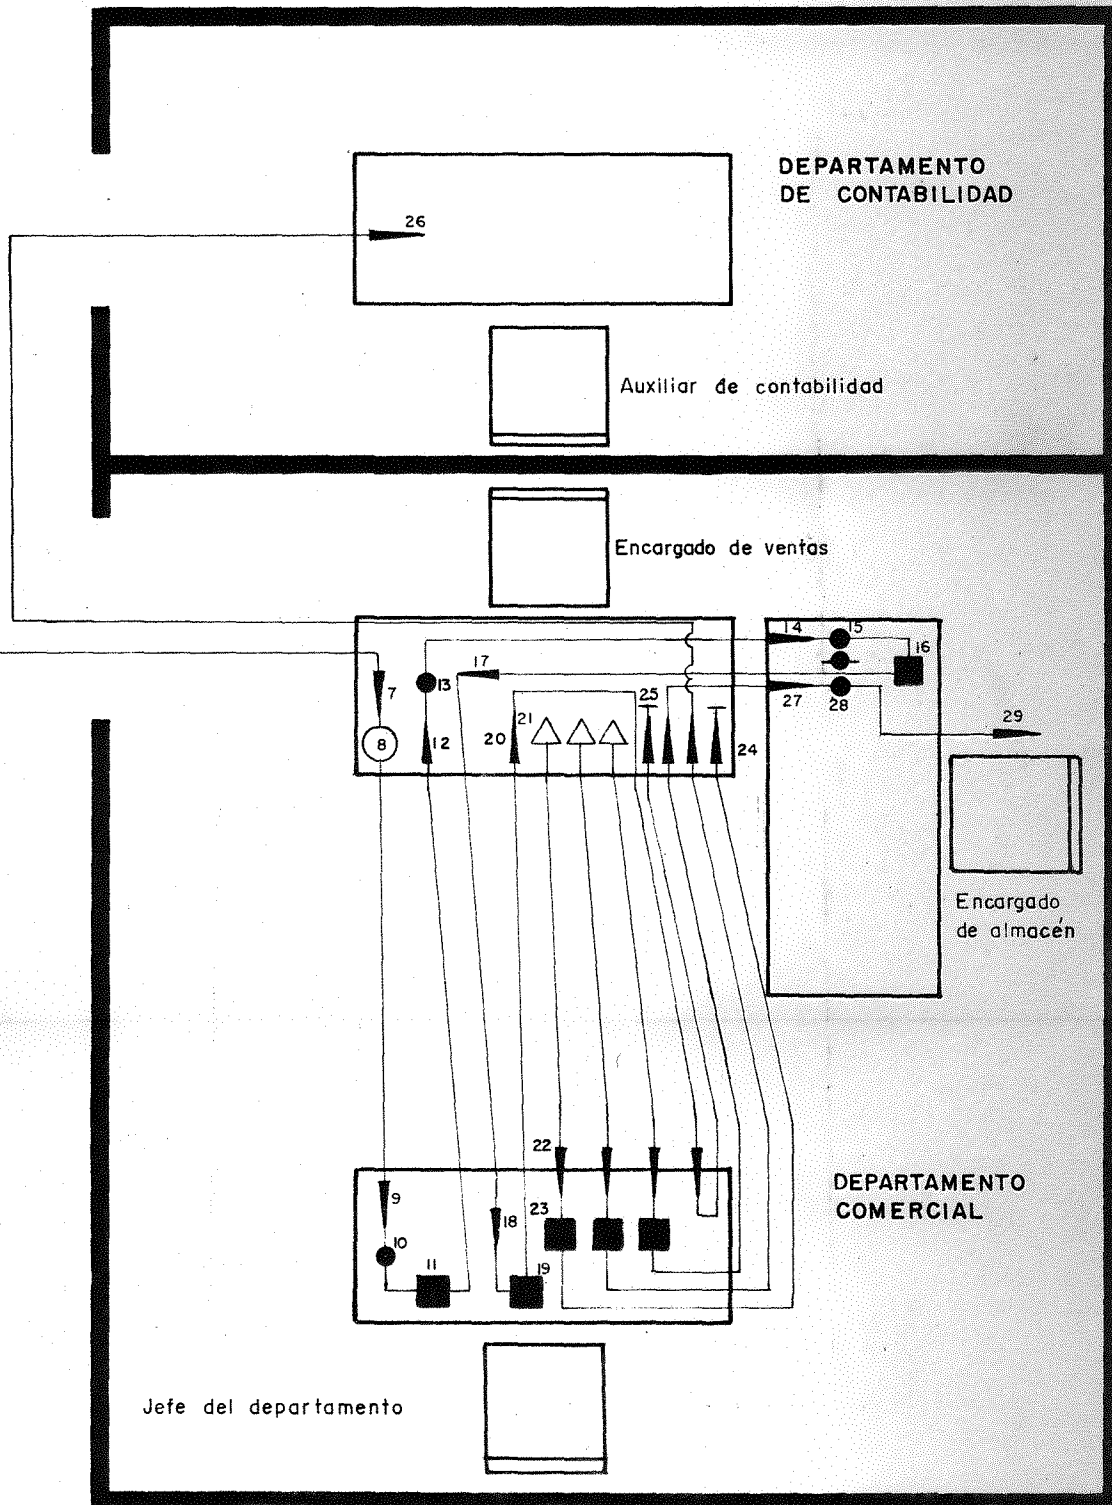 DEPARTAMENTO
DE CONTABILIDAD
26
Auxiliar de contabilidad
Encargado de ventas
14
15
16
17
13
7
8
12
20
21
25
24
27
28
29
Encargado
de almacén
22
DEPARTAMENTO
COMERCIAL
9
10
11
18
19
23
Jefe del departamento